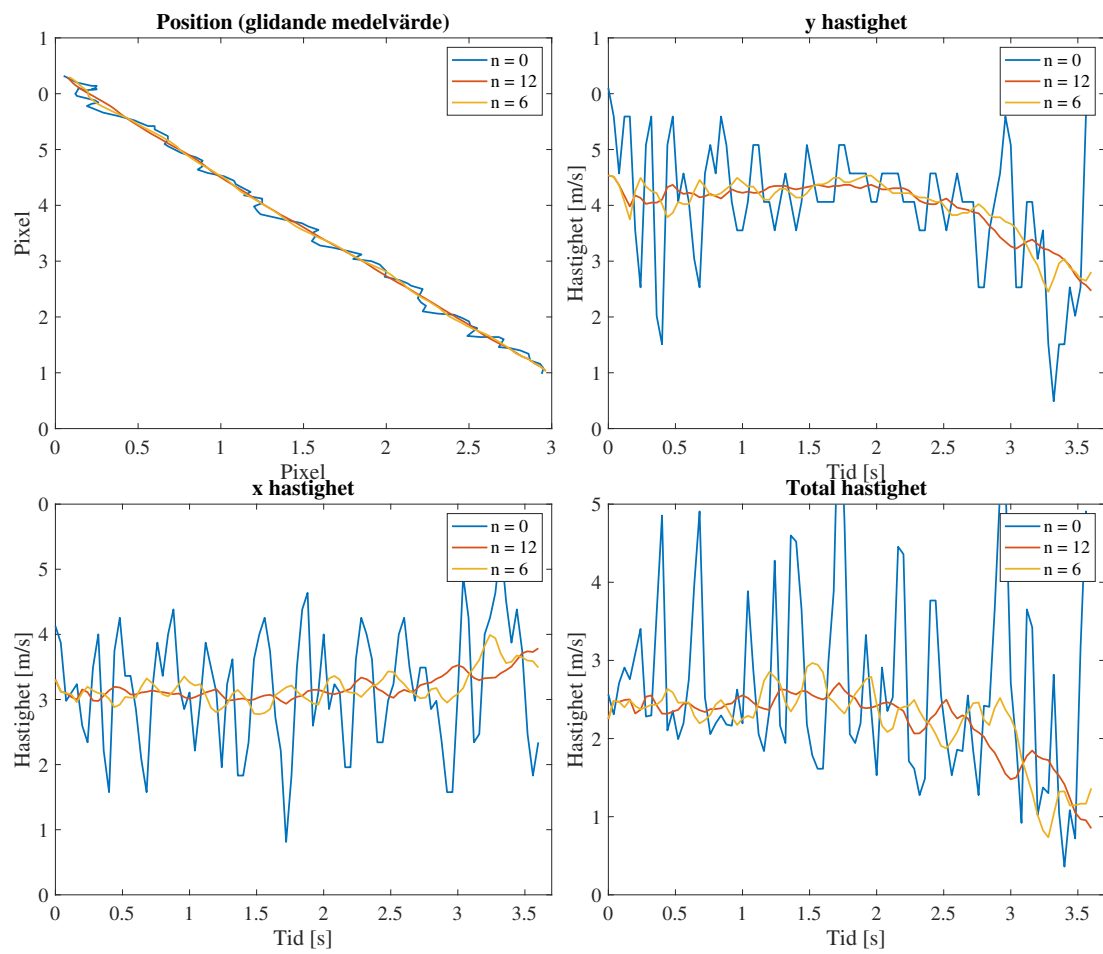 Position (glidande medelvärde)
1
0
5
4
3
2
1
0
Pixel
0 0.5 1 1.5 2 2.5 3
Pixel
n = 0
n = 12
n = 6
y hastighet
1
0
5
4
3
2
1
0
Hastighet [m/s]
0 0.5 1 1.5 2 2.5 3 3.5
Tid [s]
n = 0
n = 12
n = 6
x hastighet
0
5
4
3
2
1
0
Hastighet [m/s]
0 0.5 1 1.5 2 2.5 3 3.5
Tid [s]
n = 0
n = 12
n = 6
Total hastighet
5
4
3
2
1
0
Hastighet [m/s]
0 0.5 1 1.5 2 2.5 3 3.5
Tid [s]
n = 0
n = 12
n = 6